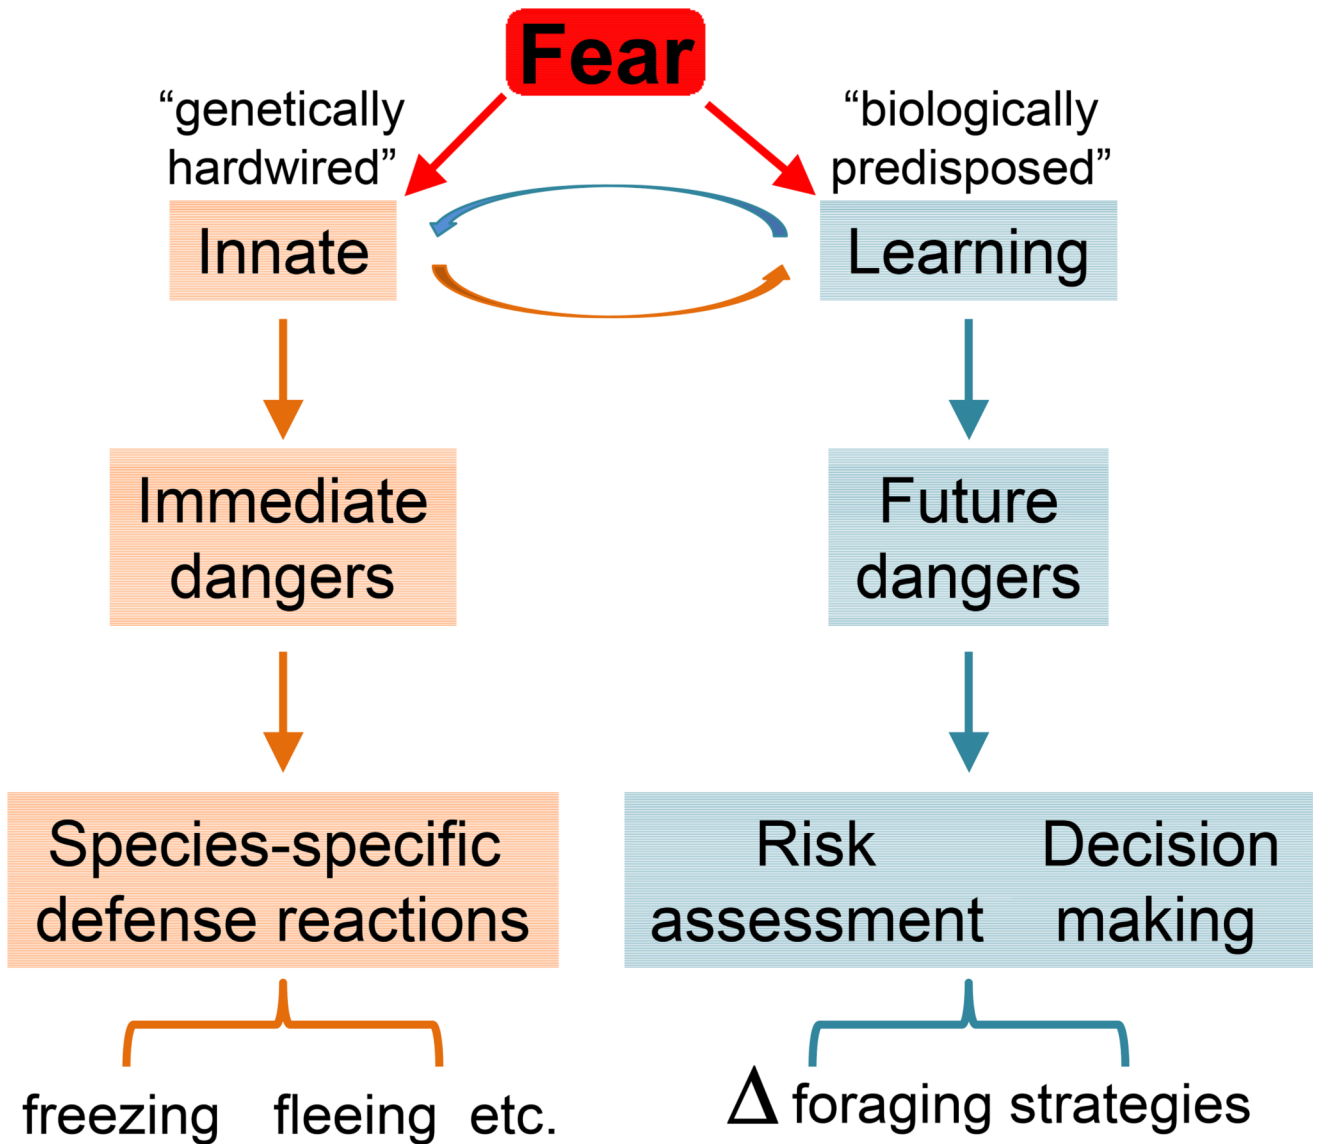 Fear
“genetically
hardwired”
“biologically
predisposed”
Innate
Learning
Immediate
dangers
Future
dangers
Species-specific
defense reactions
Risk
assessment
Decision
making
freezing fleeing etc.
Δ foraging strategies